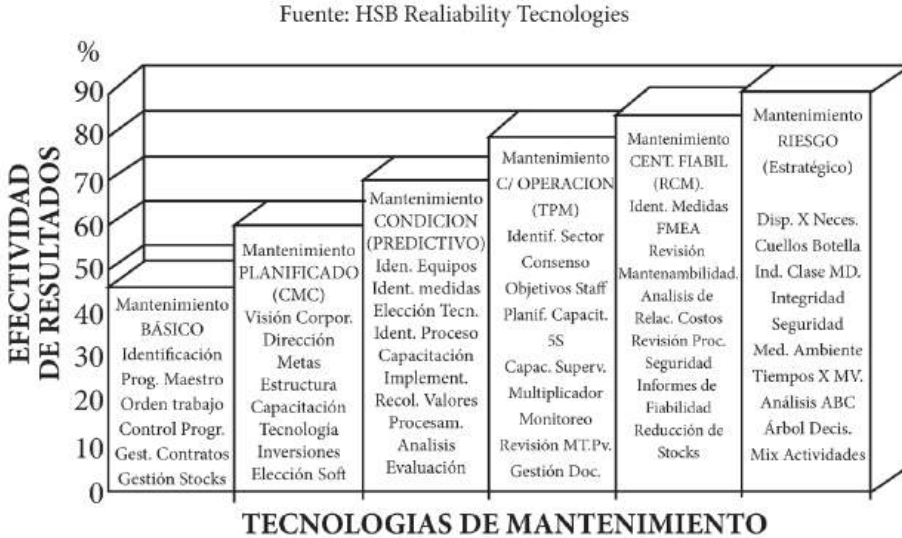 Fuente: HSB Realiability Tecnologies
%
90
80
70
60
50
40
30
20
10
0
EFECTIVIDAD
DE RESULTADOS
Mantenimiento
BÁSICO
Identificación
Prog. Maestro
Orden trabajo
Control Progr.
Gest. Contratos
Gestión Stocks
Mantenimiento
PLANIFICADO
(CMC)
Visión Corpor.
Dirección
Metas
Estructura
Capacitación
Tecnología
Inversiones
Elección Soft
Mantenimiento
CONDICION
(PREDICTIVO)
Iden. Equipos
Ident. medidas
Elección Tecn.
Ident. Proceso
Capacitación
Implement.
Recol. Valores
Procesam.
Analisis
Evaluación
Mantenimiento
C/ OPERACION
(TPM)
Identif. Sector
Consenso
Objetivos Staff
Planif. Capacit.
5S
Capac. Superv.
Multiplicador
Monitoreo
Revisión MT.Pv.
Gestión Doc.
Mantenimiento
CENT. FIABIL
(RCM).
Ident. Medidas
FMEA
Revisión
Mantenambilidad.
Analisis de
Relac. Costos
Revisión Proc.
Seguridad
Informes de
Fiabilidad
Reducción de
Stocks
Mantenimiento
RIESGO
(Estratégico)
Disp. X Neces.
Cuellos Botella
Ind. Clase MD.
Integridad
Seguridad
Med. Ambiente
Tiempos X MV.
Análisis ABC
Árbol Decis.
Mix Actividades
TECNOLOGIAS DE MANTENIMIENTO